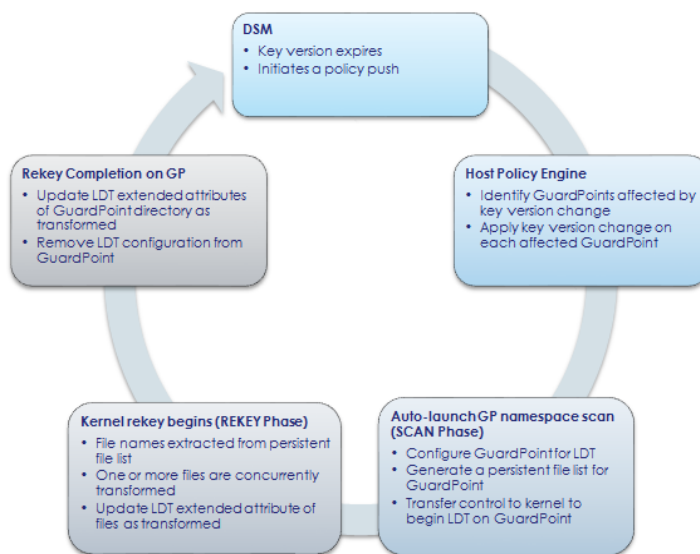 DSM
• Key version expires
• Initiates a policy push
Host Policy Engine
• Identify GuardPoints affected by
key version change
• Apply key version change on
each affected GuardPoint
Auto-launch GP namespace scan
(SCAN Phase)
• Configure GuardPoint for LDT
• Generate a persistent file list for
GuardPoint
• Transfer control to kernel to
begin LDT on GuardPoint
Kernel rekey begins (REKEY Phase)
• File names extracted from persistent
file list
• One or more files are concurrently
transformed
• Update LDT extended attribute of
files as transformed
Rekey Completion on GP
• Update LDT extended attributes
of GuardPoint directory as
transformed
• Remove LDT configuration from
GuardPoint